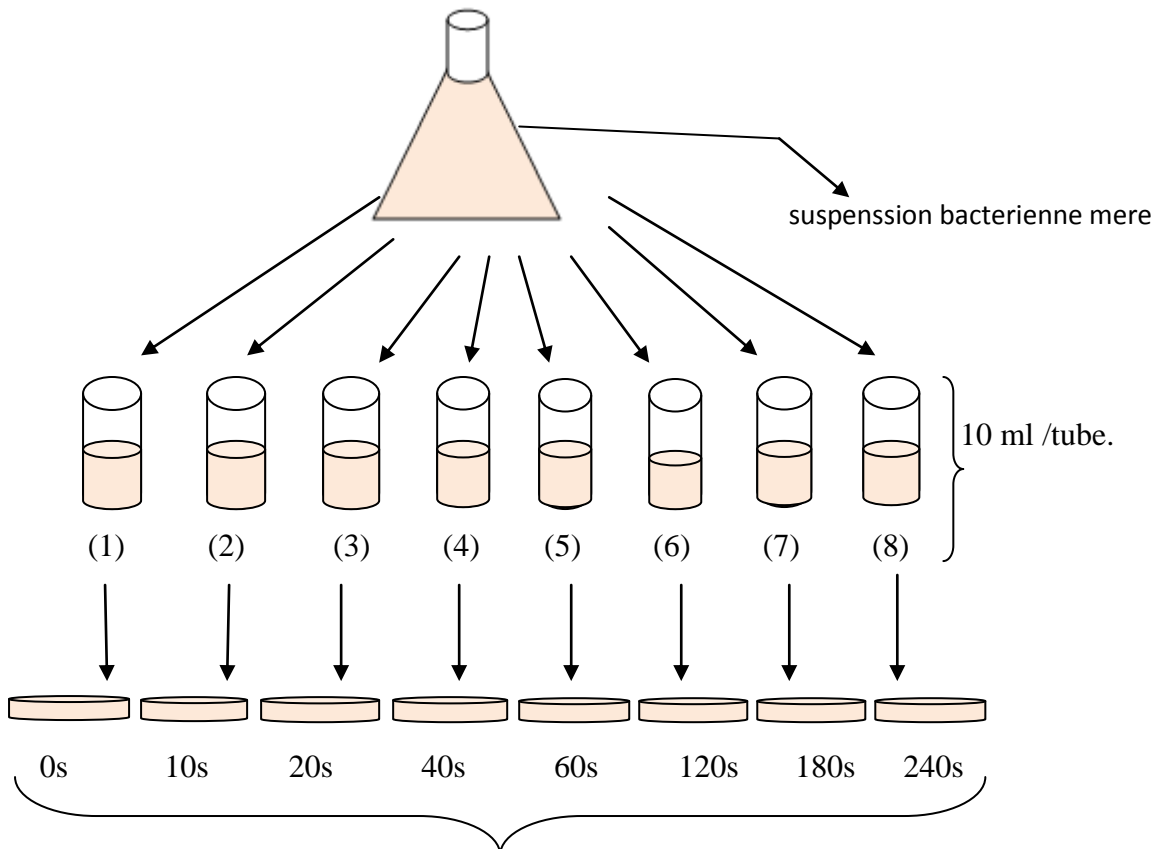 suspenssion bacterienne mere
10 ml /tube.
(1) (2) (3) (4) (5) (6) (7) (8)
0s 10s 20s 40s 60s 120s 180s 240s